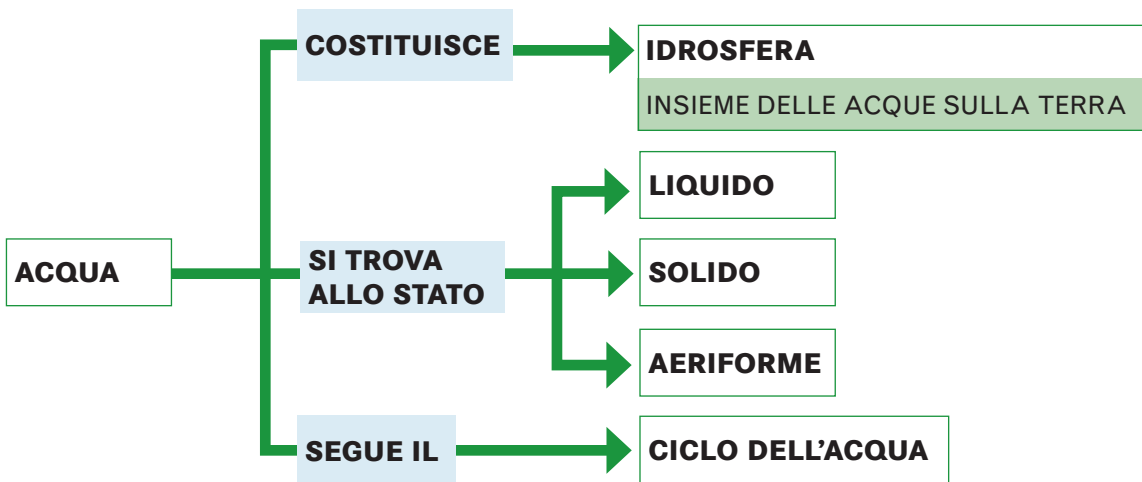 COSTITUISCE
IDROSFERA
INSIEME DELLE ACQUE SULLA TERRA
LIQUIDO
ACQUA
SI TROVA
ALLO STATO
SOLIDO
AERIFORME
SEGUE IL
CICLO DELL'ACQUA